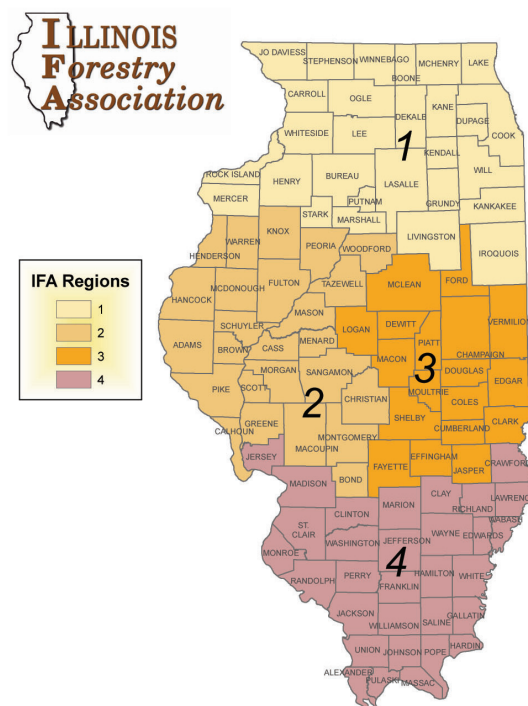 ILLINOIS
Forestry
Association
JO DAVIESS
STEPHENSON
WINNEBAGO
BOONE
MCHENRY
LAKE
CARROLL
OGLE
DEKALB
KANE
DUPAGE
COOK
WHITESIDE
LEE
1
KENDALL
WILL
ROCK ISLAND
HENRY
BUREAU
LASALLE
GRUNDY
KANKAKEE
MERCER
PUTNAM
STARK
MARSHALL
LIVINGSTON
IROQUOIS
HENDERSON
WARREN
KNOX
PEORIA
WOODFORD
TAZEWELL
MCLEAN
FORD
IFA Regions
1
2
3
4
HANCOCK
MCDONOUGH
FULTON
MASON
LOGAN
DEWITT
PIATT
CHAMPAIGN
VERMILION
ADAMS
SCHUYLER
BROWN
CASS
MENARD
MACON
3
DOUGLAS
EDGAR
PIKE
SCOTT
MORGAN
SANGAMON
CHRISTIAN
MOULTRIE
COLES
2
SHELBY
CUMBERLAND
CLARK
CALHOUN
GREENE
MACOUPIN
MONTGOMERY
JERSEY
FAYETTE
EFFINGHAM
JASPER
CRAWFORD
MADISON
BOND
CLINTON
MARION
CLAY
RICHLAND
LAWRENC
WABASH
ST.
CLAIR
WASHINGTON
JEFFERSON
WAYNE
EDWARDS
MONROE
4
RANDOLPH
PERRY
FRANKLIN
HAMILTON
WHITE
JACKSON
WILLIAMSON
SALINE
GALLATIN
UNION
JOHNSON
POPE
HARDIN
ALEXANDER
PULASKI
MASSAC